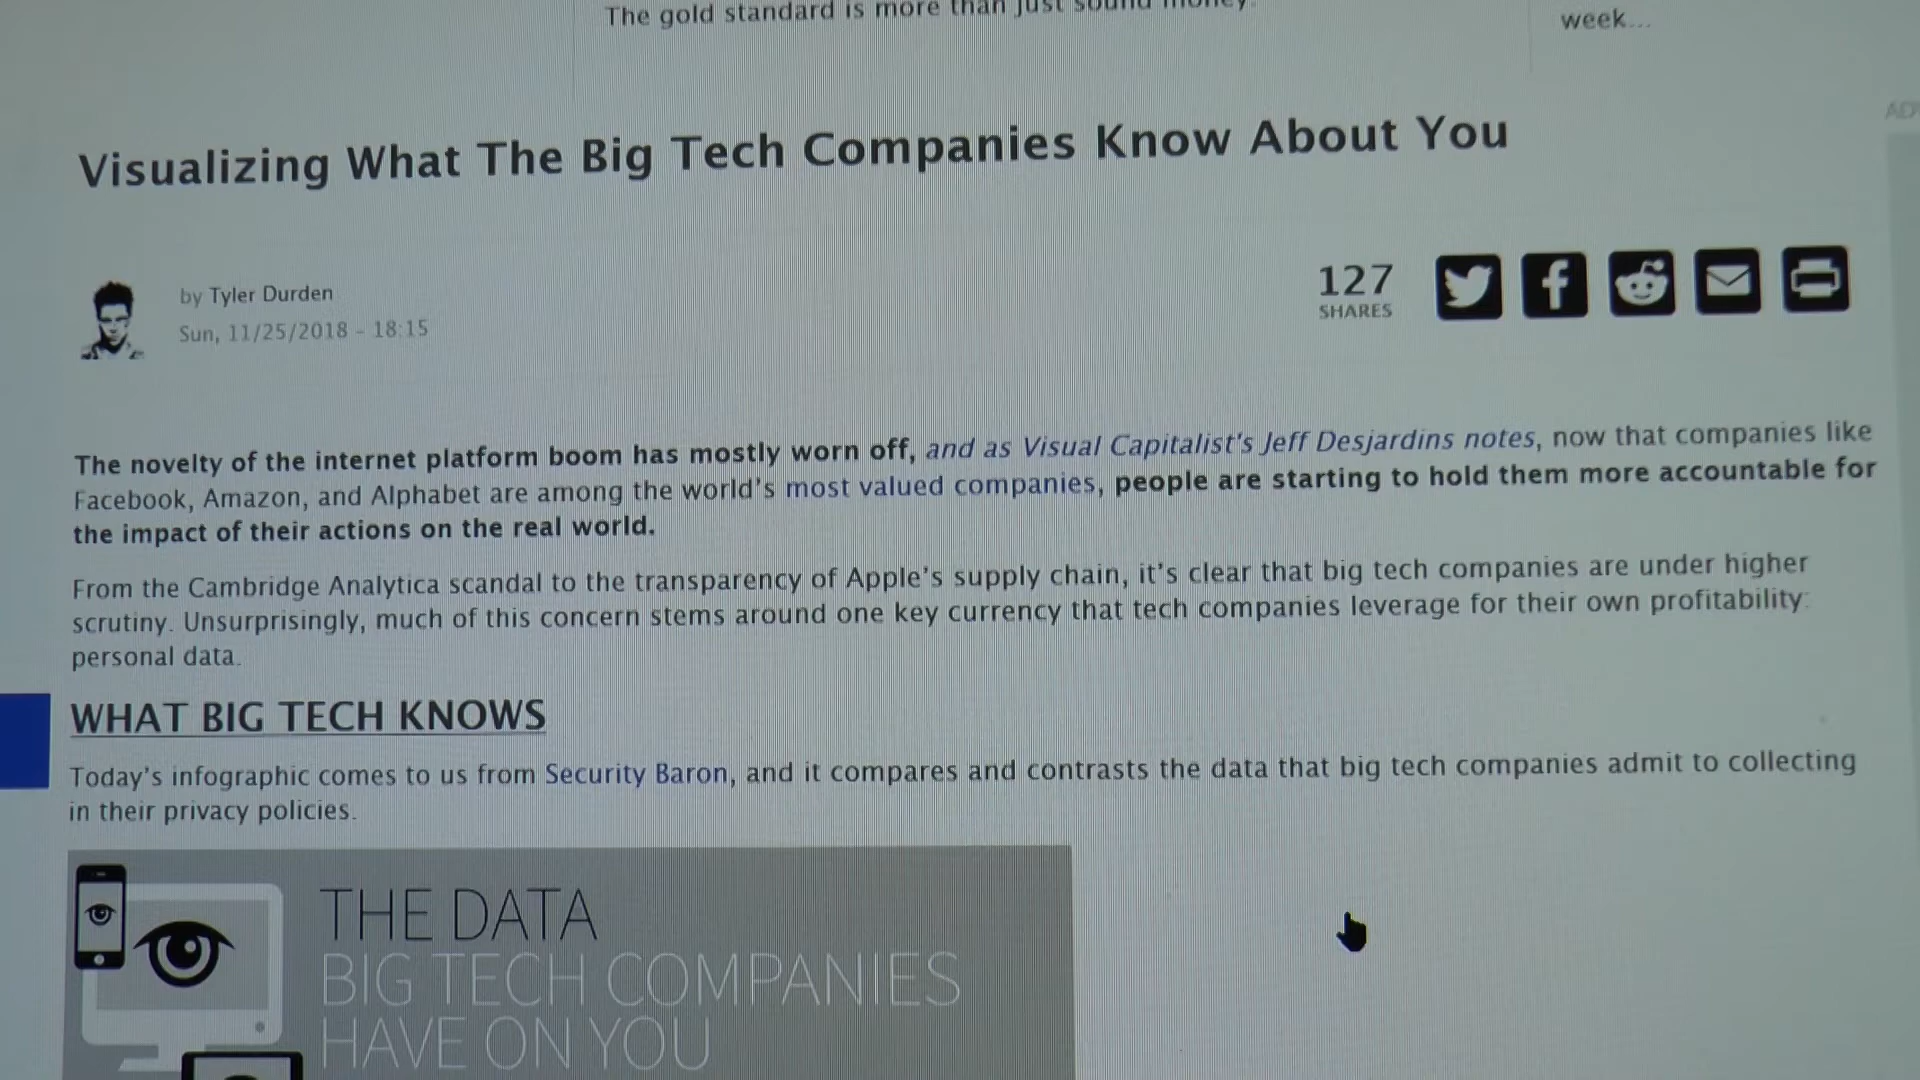 The gold standard is more than just sound money.
week...
AD
Visualizing What The Big Tech Companies Know About You
by Tyler Durden
Sun, 11/25/2018 - 18:15
127
SHARES
The novelty of the internet platform boom has mostly worn off, and as Visual Capitalist's Jeff Desjardins notes, now that companies like
Facebook, Amazon, and Alphabet are among the world's most valued companies, people are starting to hold them more accountable for
the impact of their actions on the real world.
From the Cambridge Analytica scandal to the transparency of Apple's supply chain, it's clear that big tech companies are under higher
scrutiny. Unsurprisingly, much of this concern stems around one key currency that tech companies leverage for their own profitability:
personal data.
WHAT BIG TECH KNOWS
Today's infographic comes to us from Security Baron, and it compares and contrasts the data that big tech companies admit to collecting
in their privacy policies.
THE DATA
BIG TECH COMPANIES
HAVE ON YOU